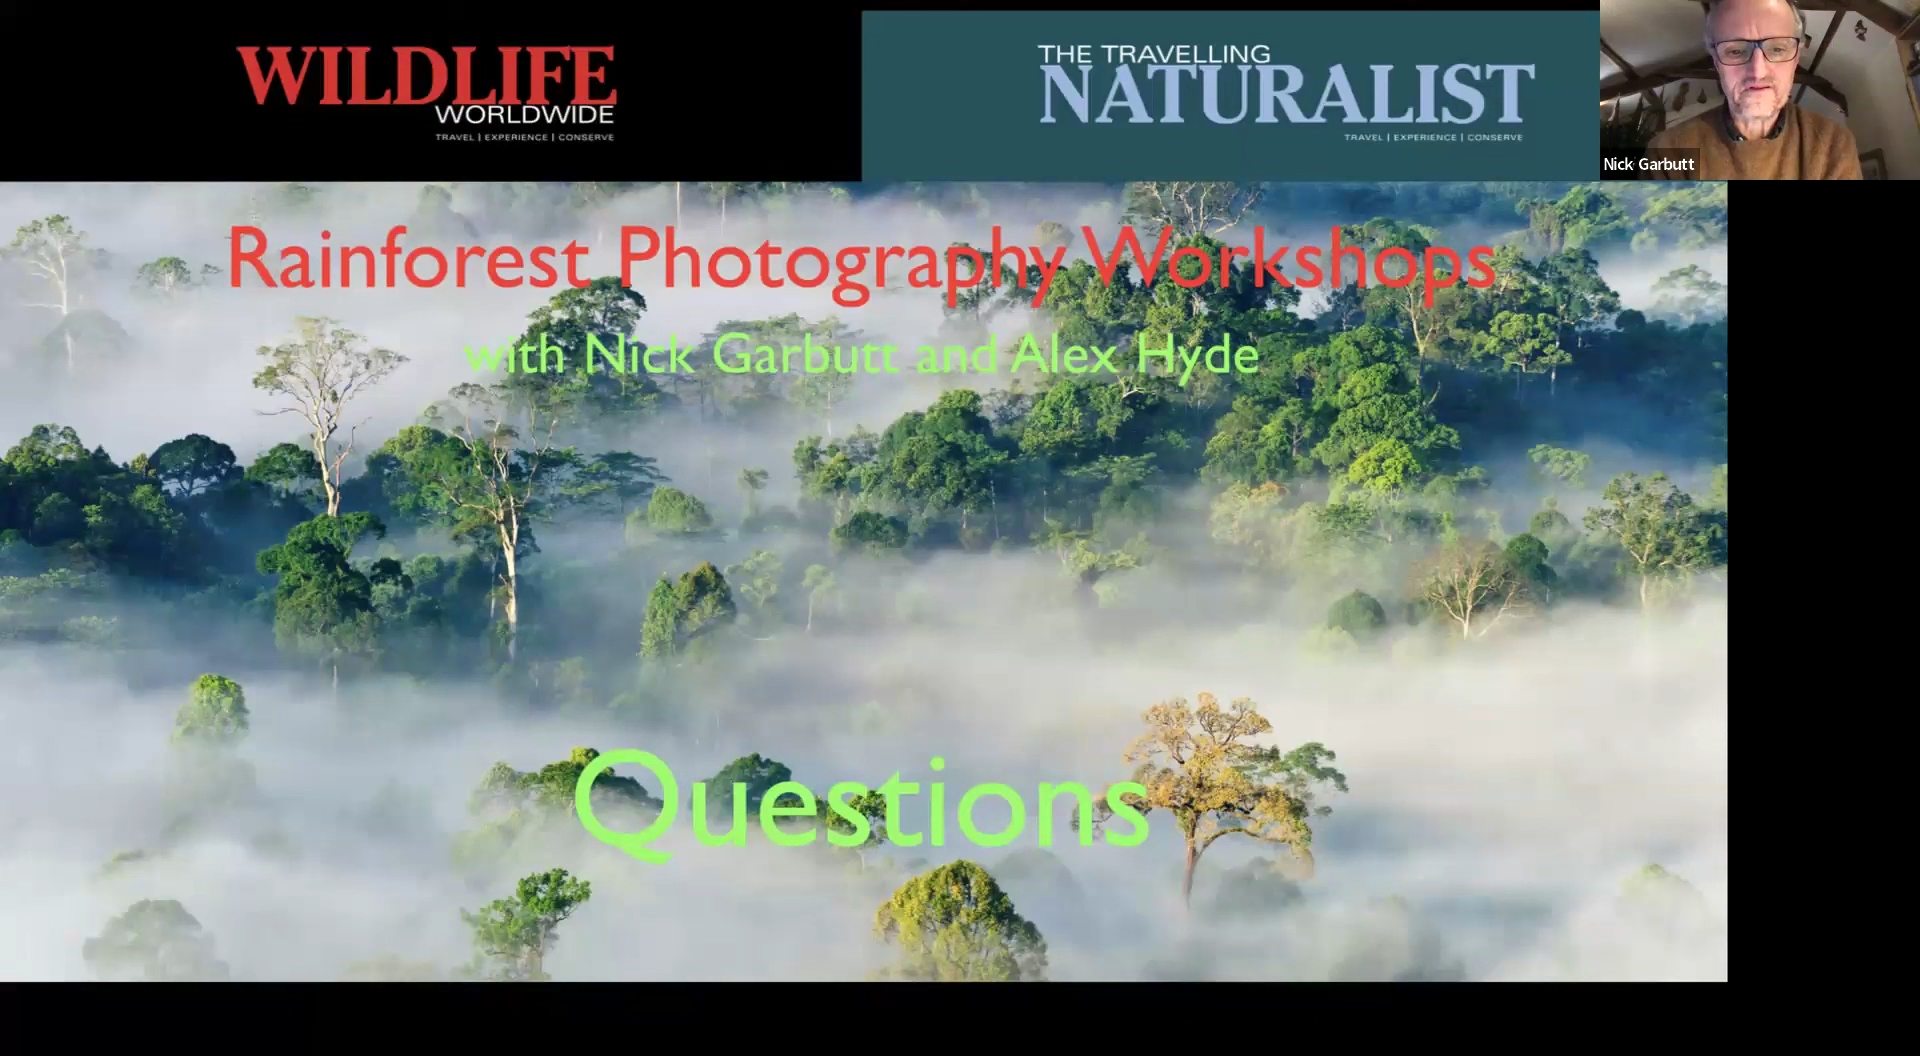 WILDLIFE
WORLDWIDE
TRAVEL | EXPERIENCE | CONSERVE
THE TRAVELLING
NATURALIST
TRAVEL | EXPERIENCE | CONSERVE
Nick Garbutt
Rainforest Photography Workshops
with Nick Garbutt and Alex Hyde
Questions